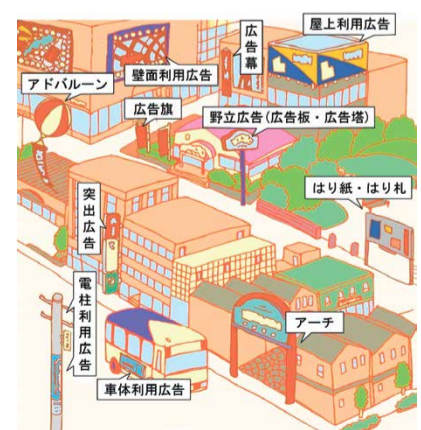 広告幕
屋上利用広告
壁面利用広告
アドバルーン
広告旗
野立広告(広告板・広告塔)
はり紙・はり札
突出広告
電柱利用広告
アーチ
車体利用広告